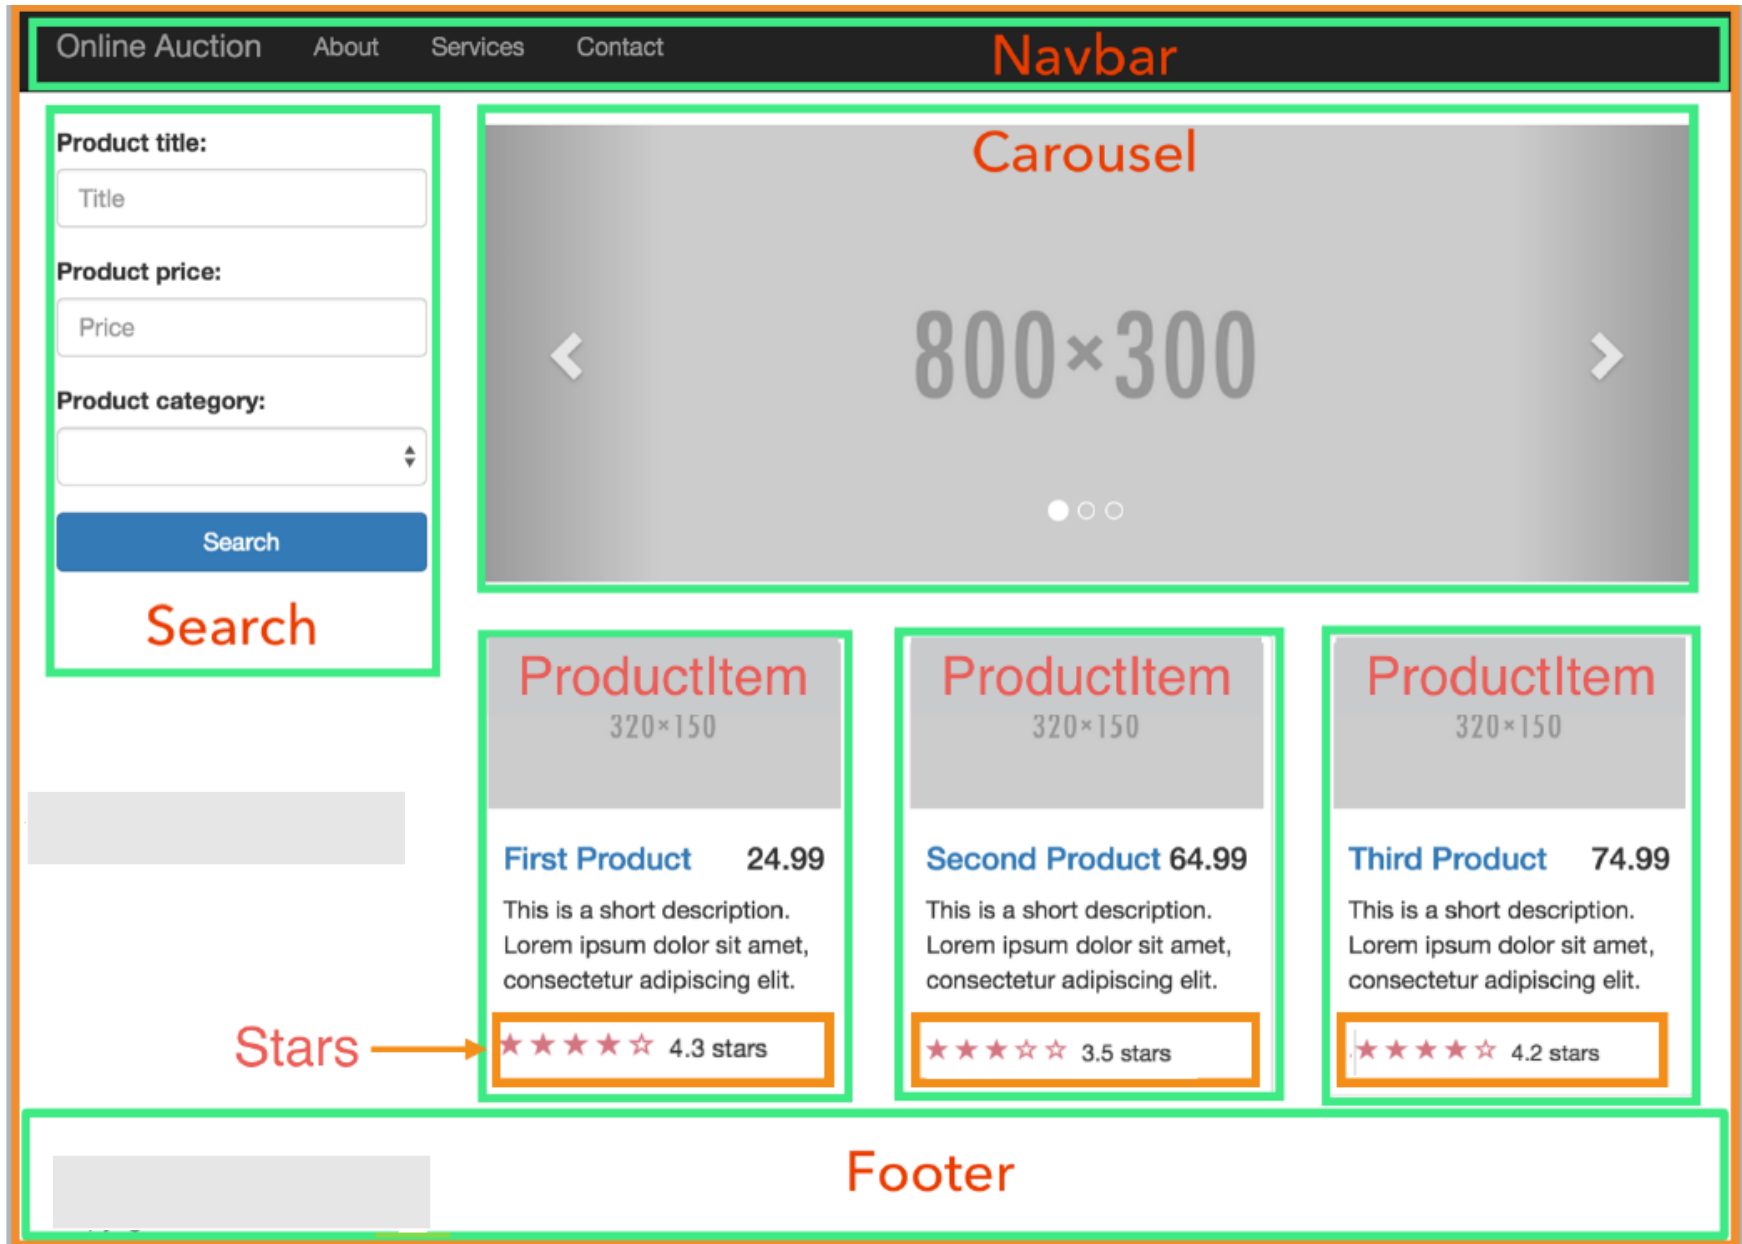 Online Auction About Services Contact Navbar
Product title:
Title
Product price:
Price
Product category:
Search
Search
Carousel
800×300
ProductItem
320×150
First Product 24.99
This is a short description.
Lorem ipsum dolor sit amet,
consectetur adipiscing elit.
4.3 stars
ProductItem
320×150
Second Product 64.99
This is a short description.
Lorem ipsum dolor sit amet,
consectetur adipiscing elit.
3.5 stars
ProductItem
320×150
Third Product 74.99
This is a short description.
Lorem ipsum dolor sit amet,
consectetur adipiscing elit.
4.2 stars
Stars
Footer